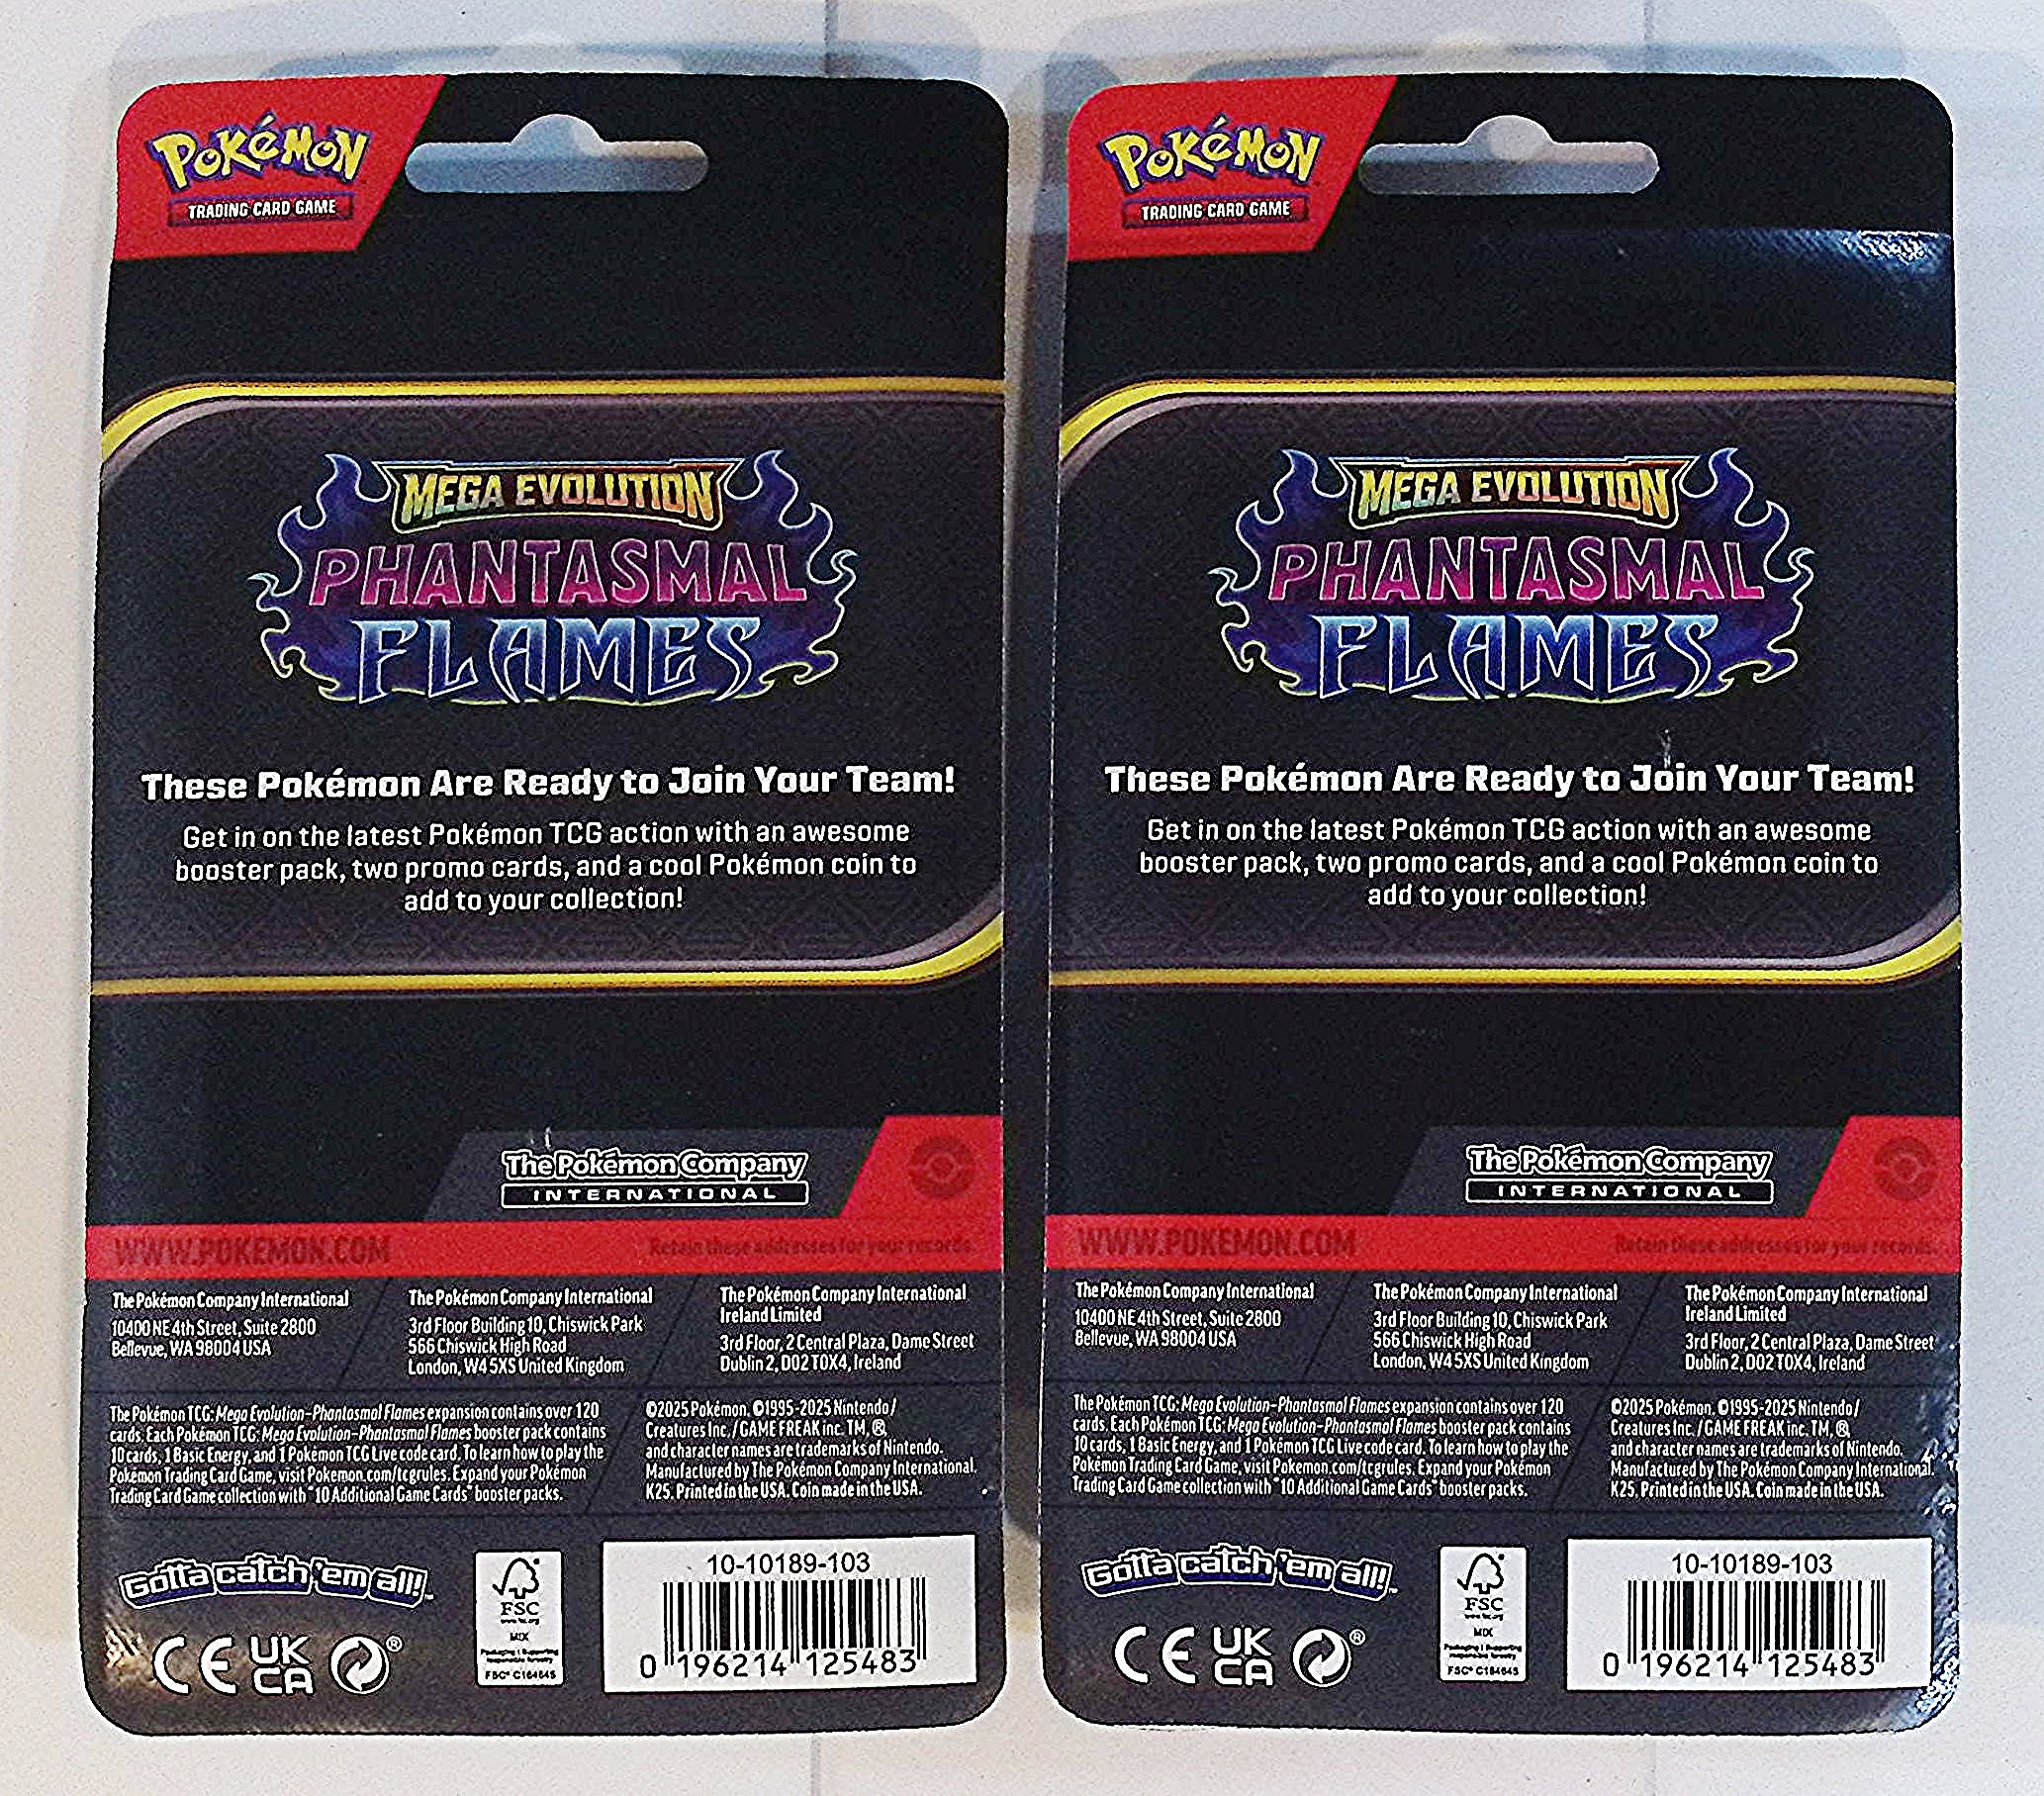 POKéMON
TRADING CARD GAME
MEGA EVOLUTION
PHANTASMAL
FLAMES
These Pokémon Are Ready to Join Your Team!
Get in on the latest Pokémon TCG action with an awesome
booster pack, two promo cards, and a cool Pokémon coin to
add to your collection!
The Pokémon Company
INTERNATIONAL
WWW.POKEMON.COM
Retain these addresses for your records.
The Pokémon Company International
10400 NE 4th Street, Suite 2800
Bellevue, WA 98004 USA
The Pokémon Company International
3rd Floor Building 10, Chiswick Park
566 Chiswick High Road
London, W4 5XS United Kingdom
The Pokémon Company International
Ireland Limited
3rd Floor, 2 Central Plaza, Dame Street
Dublin 2, D02 T0X4, Ireland
The Pokémon TCG: Mega Evolution—Phantasmal Flames expansion contains over 120
cards. Each Pokémon TCG: Mega Evolution—Phantasmal Flames booster pack contains
10 cards, 1 Basic Energy, and 1 Pokémon TCG Live code card. To learn how to play the
Pokémon Trading Card Game, visit Pokemon.com/tcgrules. Expand your Pokémon
Trading Card Game collection with "10 Additional Game Cards" booster packs.
©2025 Pokémon. ©1995-2025 Nintendo/
Creatures Inc./GAME FREAK inc. TM, ®,
and character names are trademarks of Nintendo.
Manufactured by The Pokémon Company International.
K25. Printed in the USA. Coin made in the USA.
Gotta catch 'em all!™
CE UK CA ®
FSC
www.fsc.org
MIX
Packaging | Supporting
responsible forestry
FSC® C164645
10-10189-103
0 196214 125483
POKéMON
TRADING CARD GAME
MEGA EVOLUTION
PHANTASMAL
FLAMES
These Pokémon Are Ready to Join Your Team!
Get in on the latest Pokémon TCG action with an awesome
booster pack, two promo cards, and a cool Pokémon coin to
add to your collection!
The Pokémon Company
INTERNATIONAL
WWW.POKEMON.COM
Retain these addresses for your records.
The Pokémon Company International
10400 NE 4th Street, Suite 2800
Bellevue, WA 98004 USA
The Pokémon Company International
3rd Floor Building 10, Chiswick Park
566 Chiswick High Road
London, W4 5XS United Kingdom
The Pokémon Company International
Ireland Limited
3rd Floor, 2 Central Plaza, Dame Street
Dublin 2, D02 T0X4, Ireland
The Pokémon TCG: Mega Evolution—Phantasmal Flames expansion contains over 120
cards. Each Pokémon TCG: Mega Evolution—Phantasmal Flames booster pack contains
10 cards, 1 Basic Energy, and 1 Pokémon TCG Live code card. To learn how to play the
Pokémon Trading Card Game, visit Pokemon.com/tcgrules. Expand your Pokémon
Trading Card Game collection with "10 Additional Game Cards" booster packs.
©2025 Pokémon. ©1995-2025 Nintendo/
Creatures Inc./GAME FREAK inc. TM, ®,
and character names are trademarks of Nintendo.
Manufactured by The Pokémon Company International.
K25. Printed in the USA. Coin made in the USA.
Gotta catch 'em all!™
CE UK CA ®
FSC
www.fsc.org
MIX
Packaging | Supporting
responsible forestry
FSC® C164645
10-10189-103
0 196214 125483